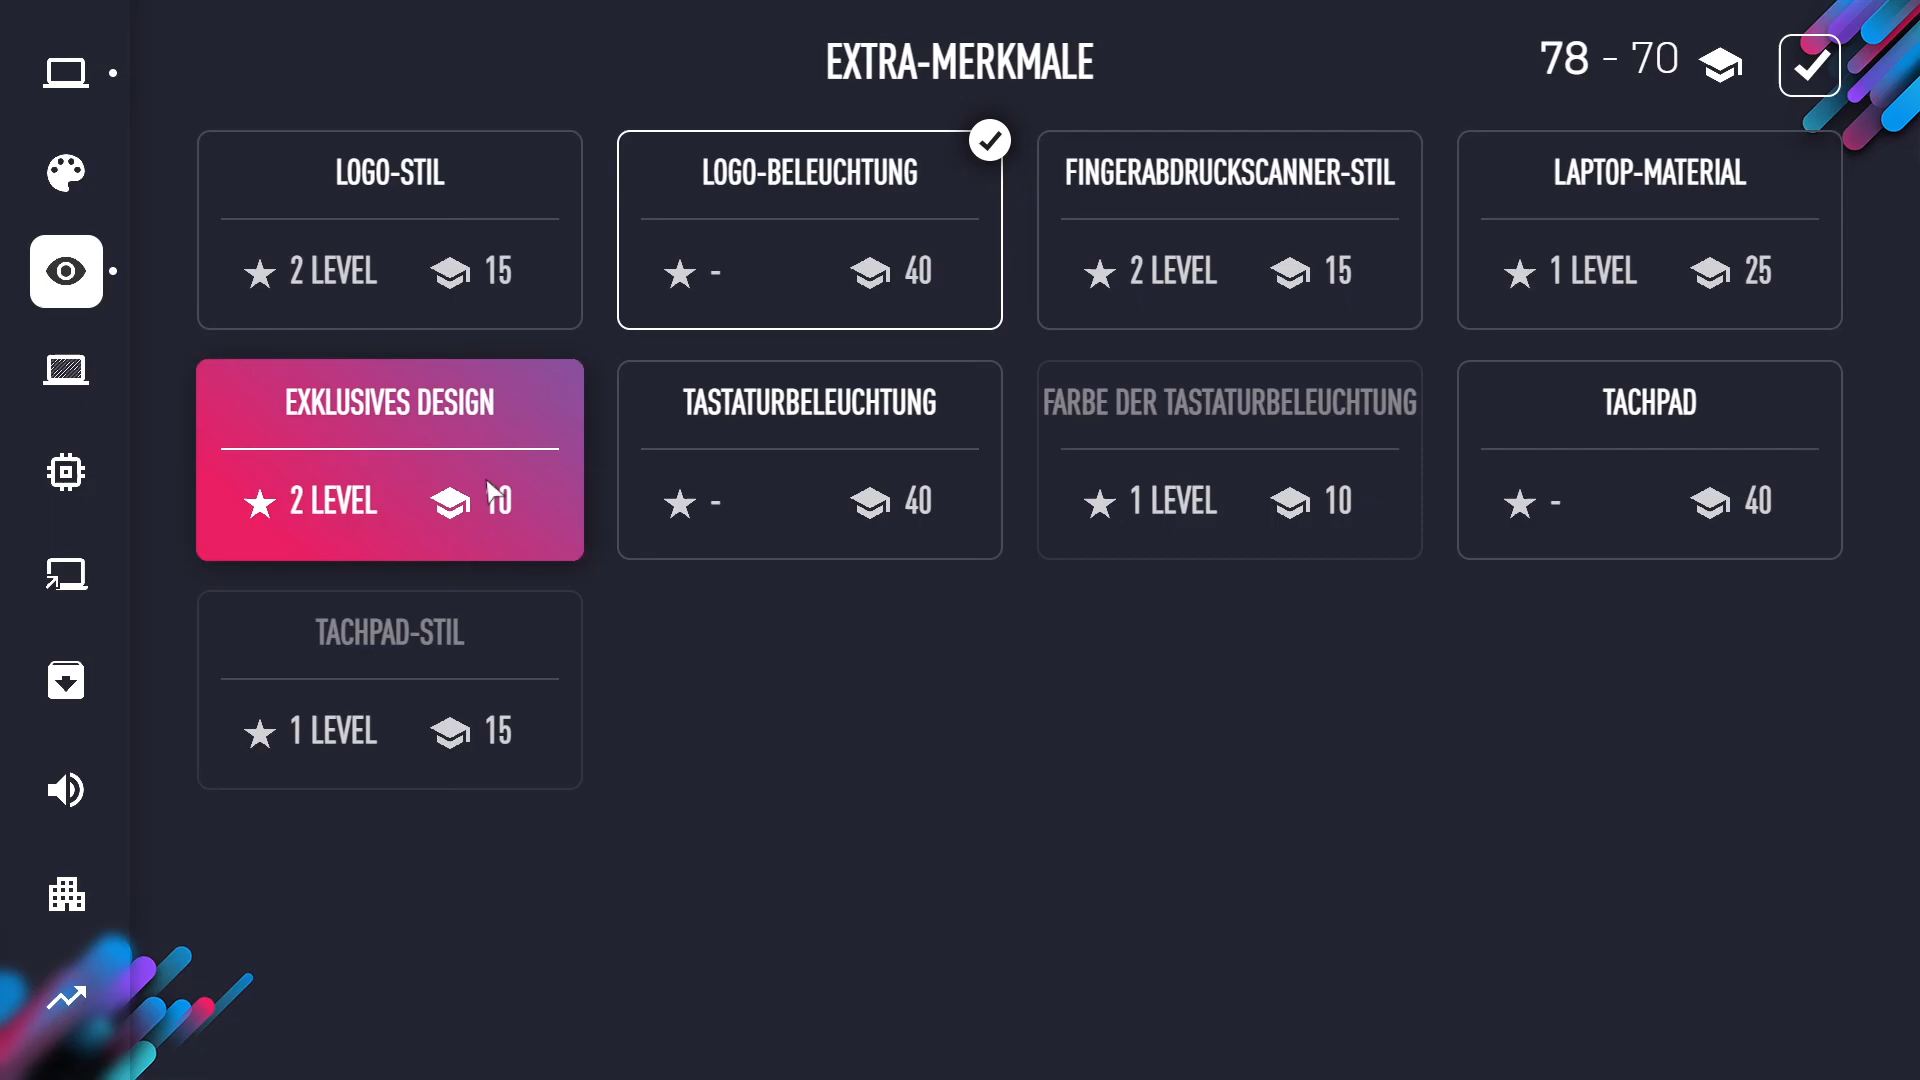 EXTRA-MERKMALE
78 - 70
LOGO-STIL
2 LEVEL 15
LOGO-BELEUCHTUNG
- 40
FINGERABDRUCKSCANNER-STIL
2 LEVEL 15
LAPTOP-MATERIAL
1 LEVEL 25
EXKLUSIVES DESIGN
2 LEVEL 10
TASTATURBELEUCHTUNG
- 40
FARBE DER TASTATURBELEUCHTUNG
1 LEVEL 10
TACHPAD
- 40
TACHPAD-STIL
1 LEVEL 15